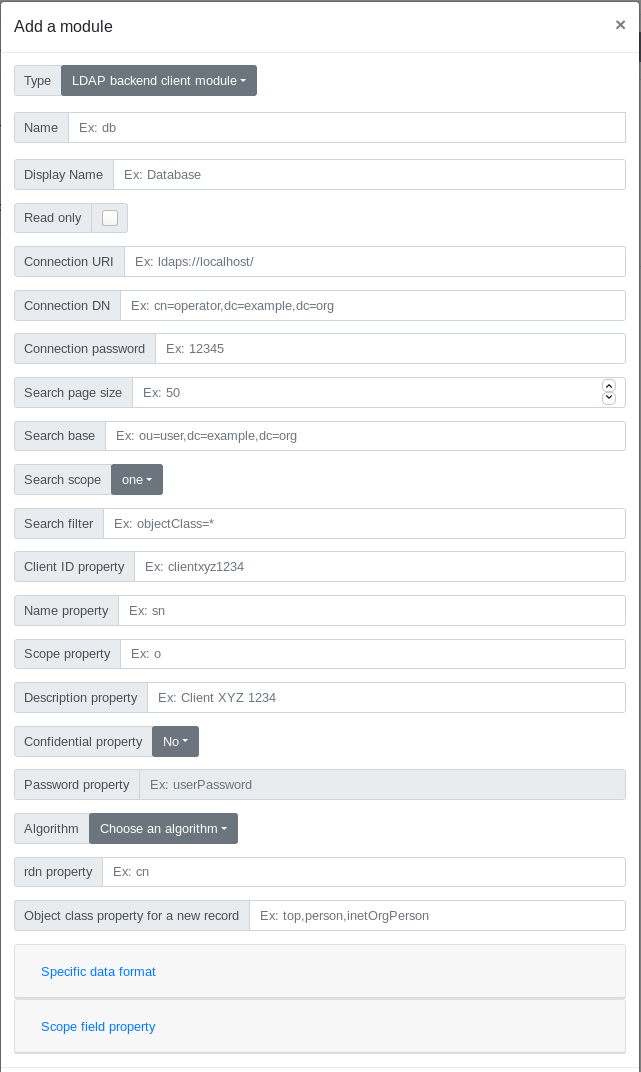 Add a module ×
Type LDAP backend client module
Name Ex: db
Display Name Ex: Database
Read only
Connection URI Ex: ldaps://localhost/
Connection DN Ex: cn=operator,dc=example,dc=org
Connection password Ex: 12345
Search page size Ex: 50
Search base Ex: ou=user,dc=example,dc=org
Search scope one
Search filter Ex: objectClass=*
Client ID property Ex: clientxyz1234
Name property Ex: sn
Scope property Ex: o
Description property Ex: Client XYZ 1234
Confidential property No
Password property Ex: userPassword
Algorithm Choose an algorithm
rdn property Ex: cn
Object class property for a new record Ex: top,person,inetOrgPerson
Specific data format
Scope field property